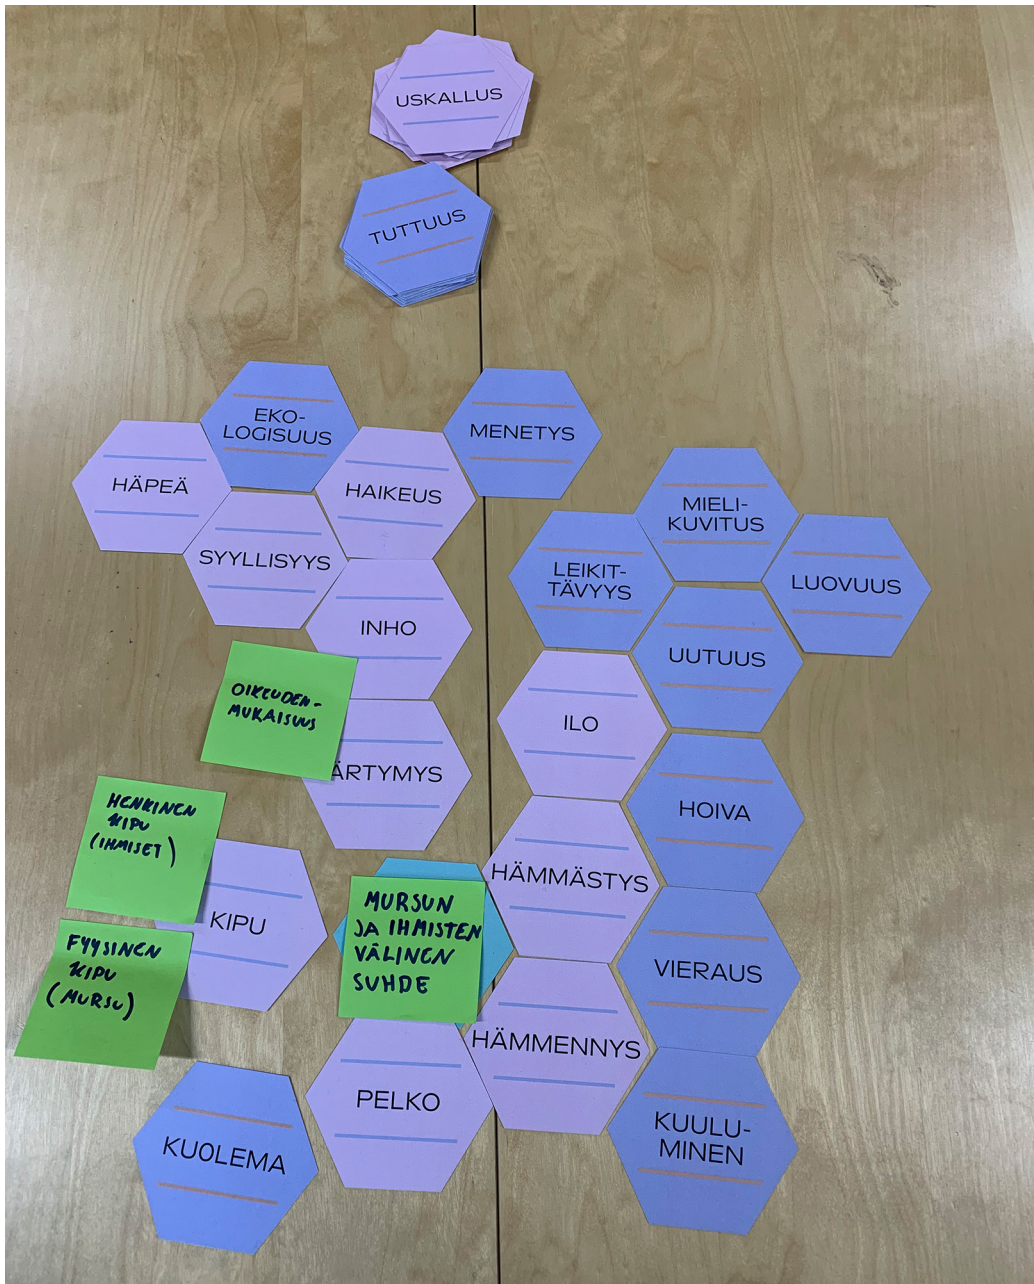 USKALLUS
TUTTUUS
EKO-
LOGISUUS
MENETYS
HÄPEÄ
HAIKEUS
SYYLLISYYS
INHO
MIELI-
KUVITUS
LEIKIT-
TÄVYYS
LUOVUUS
UUTUUS
OIKEUDEN-
MUKAISUUS
ÄRTYMYS
ILO
HOIVA
HENKINEN
KIPU
(IHMISET)
KIPU
FYYSINEN
KIPU
(MURSU)
MURSUN
JA IHMISTEN
VÄLINEN
SUHDE
HÄMMÄSTYS
VIERAUS
HÄMMENNYS
PELKO
KUOLEMA
KUULU-
MINEN